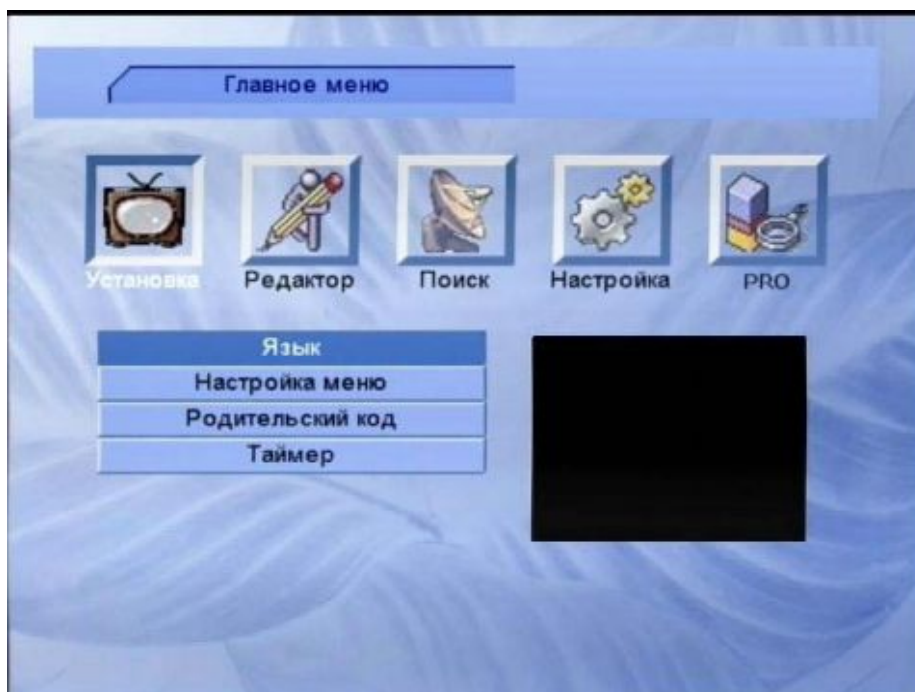 Главное меню
Установка
Редактор
Поиск
Настройка
PRO
Язык
Настройка меню
Родительский код
Таймер